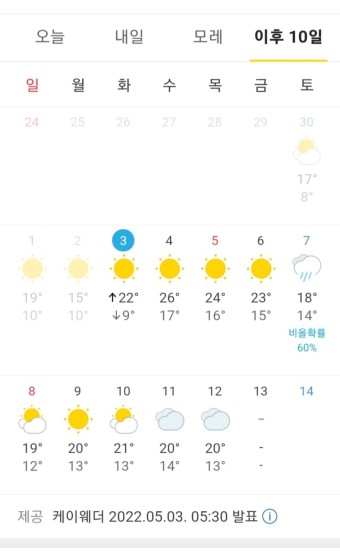 오늘 내일 모레 이후 10일
일 월 화 수 목 금 토
24 25 26 27 28 29 30
17°
8°
1 2 3 4 5 6 7
19° 15° ↑22° 26° 24° 23° 18°
10° 10° ↓9° 17° 16° 15° 14°
비올확률
60%
8 9 10 11 12 13 14
19° 20° 21° 20° 20° -
12° 13° 13° 14° 13° -
제공 케이웨더 2022.05.03. 05:30 발표 ⓘ